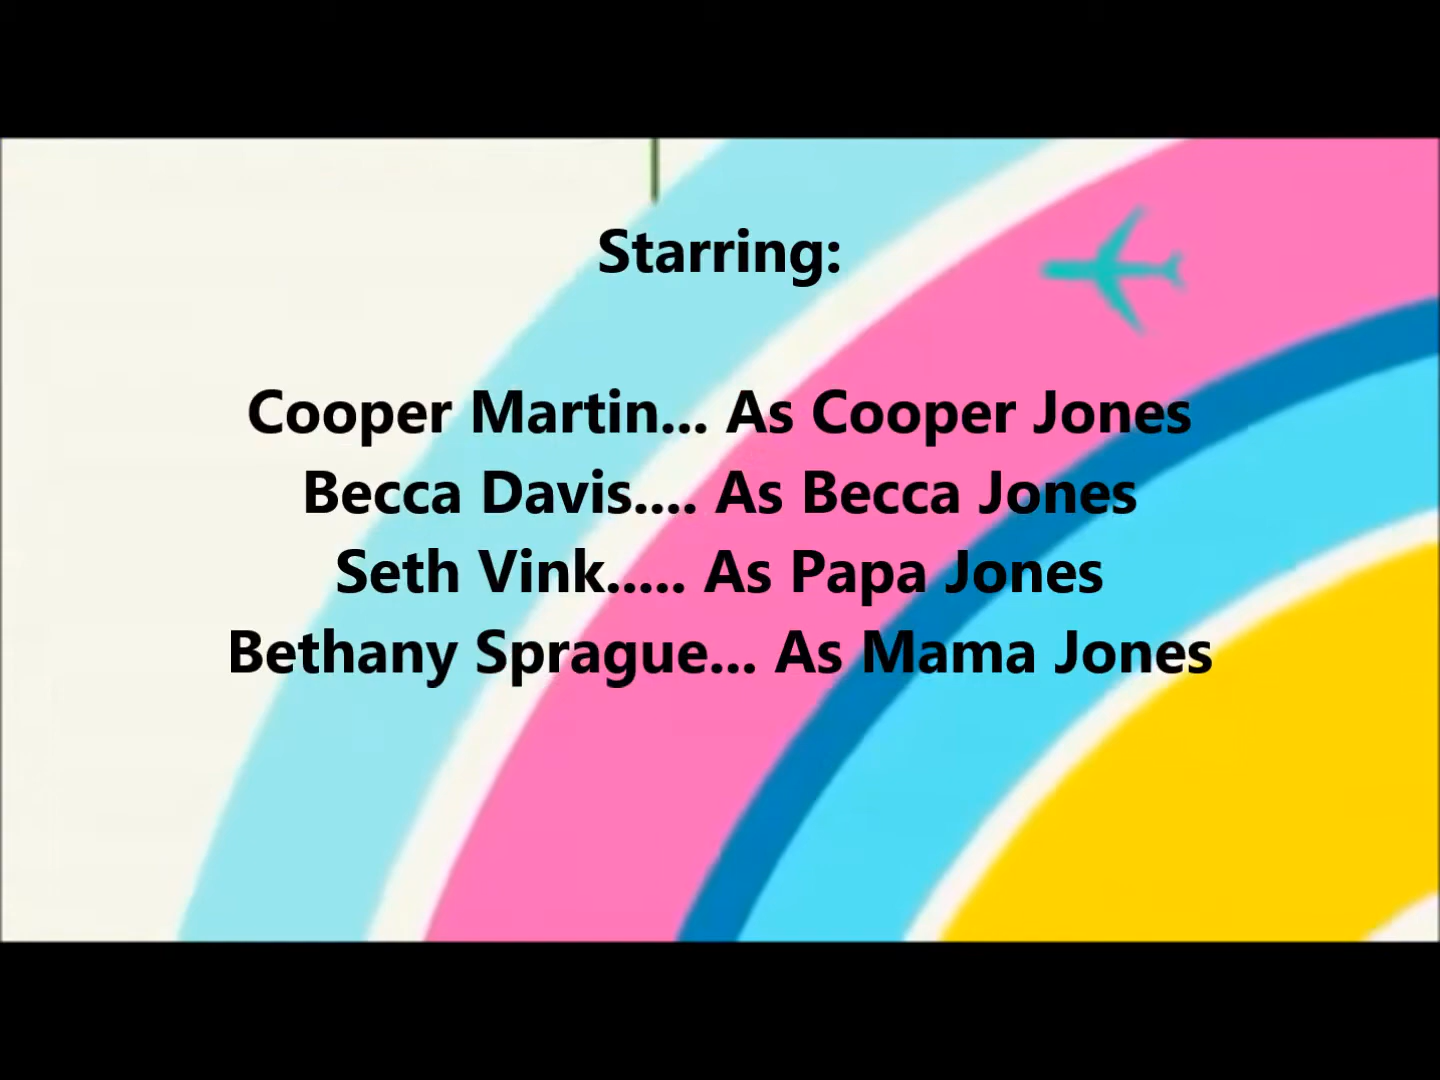 Starring:
Cooper Martin... As Cooper Jones
Becca Davis.... As Becca Jones
Seth Vink..... As Papa Jones
Bethany Sprague... As Mama Jones